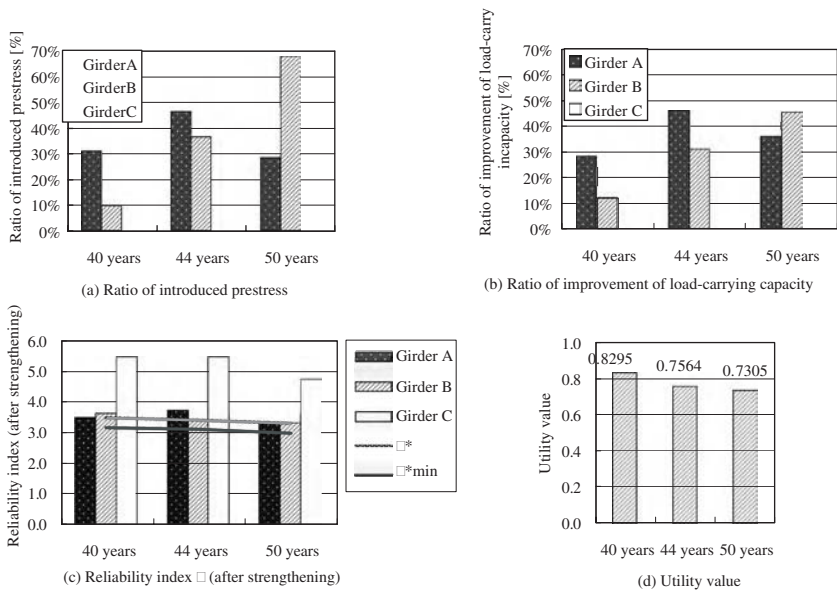 Ratio of introduced prestress [%]
70%
60%
50%
40%
30%
20%
10%
0%
GirderA
GirderB
GirderC
40 years
44 years
50 years
(a) Ratio of introduced prestress
Ratio of improvement of load-carry
incapacity [%]
70%
60%
50%
40%
30%
20%
10%
0%
Girder A
Girder B
Girder C
40 years
44 years
50 years
(b) Ratio of improvement of load-carrying capacity
Reliability index (after strengthening)
6.0
5.0
4.0
3.0
2.0
1.0
0.0
Girder A
Girder B
Girder C
□*
□*min
40 years
44 years
50 years
(c) Reliability index □ (after strengthening)
Utility value
1.0
0.8
0.6
0.4
0.2
0.0
0.8295
0.7564
0.7305
40 years
44 years
50 years
(d) Utility value